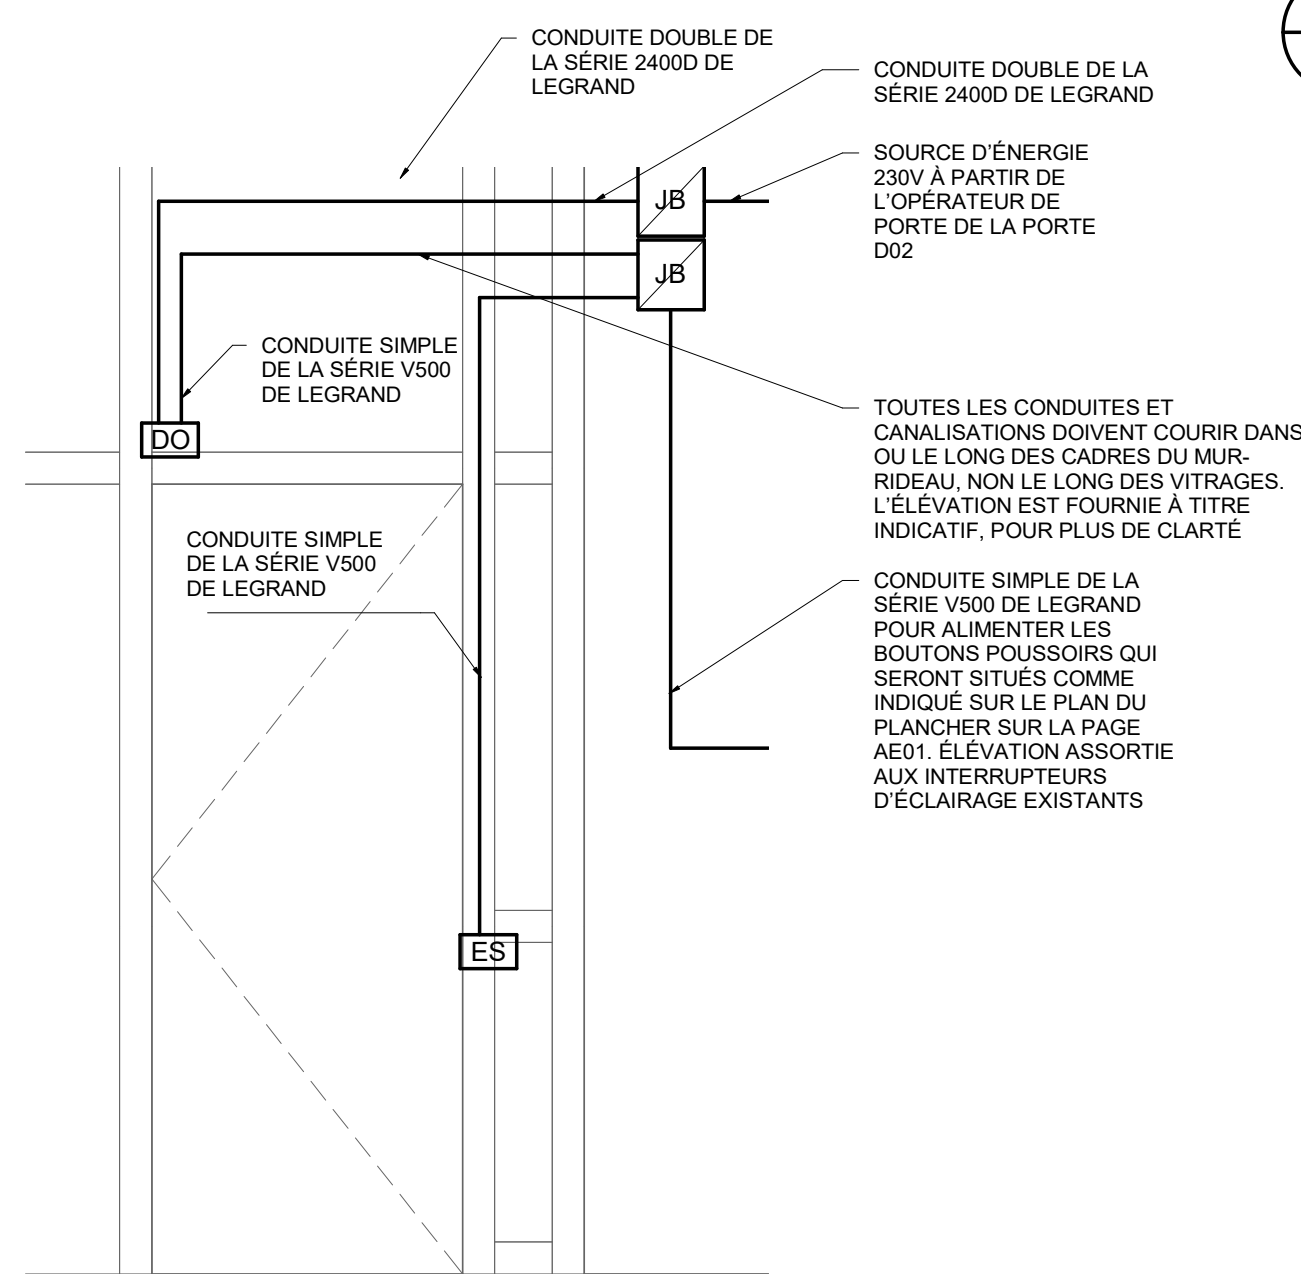 CONDUITE DOUBLE DE
LA SÉRIE 2400D DE
LEGRAND
CONDUITE DOUBLE DE LA
SÉRIE 2400D DE LEGRAND
SOURCE D'ÉNERGIE
230V À PARTIR DE
L'OPÉRATEUR DE
PORTE DE LA PORTE
D02
JB
JB
CONDUITE SIMPLE
DE LA SÉRIE V500
DE LEGRAND
DO
TOUTES LES CONDUITES ET
CANALISATIONS DOIVENT COURIR DANS
OU LE LONG DES CADRES DU MUR-
RIDEAU, NON LE LONG DES VITRAGES.
L'ÉLÉVATION EST FOURNIE À TITRE
INDICATIF, POUR PLUS DE CLARTÉ
CONDUITE SIMPLE
DE LA SÉRIE V500
DE LEGRAND
CONDUITE SIMPLE DE LA
SÉRIE V500 DE LEGRAND
POUR ALIMENTER LES
BOUTONS POUSSOIRS QUI
SERONT SITUÉS COMME
INDIQUÉ SUR LE PLAN DU
PLANCHER SUR LA PAGE
AE01. ÉLÉVATION ASSORTIE
AUX INTERRUPTEURS
D'ÉCLAIRAGE EXISTANTS
ES